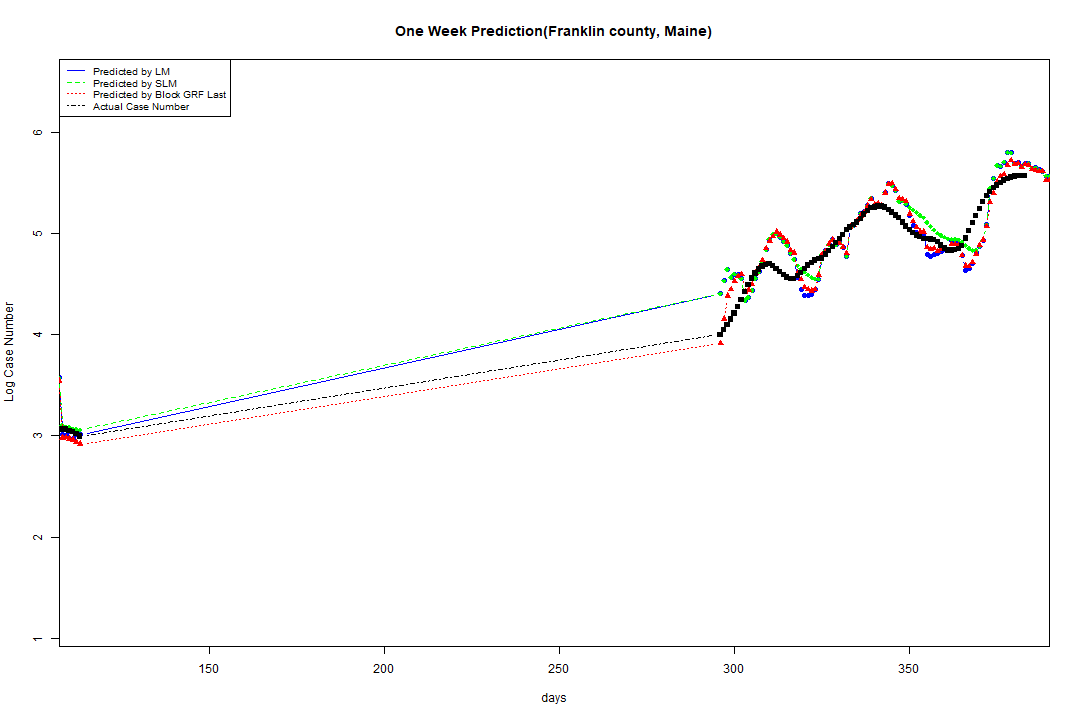 One Week Prediction(Franklin county, Maine)
Predicted by LM
Predicted by SLM
Predicted by Block GRF Last
Actual Case Number
Log Case Number
6
5
4
3
2
1
150 200 250 300 350
days